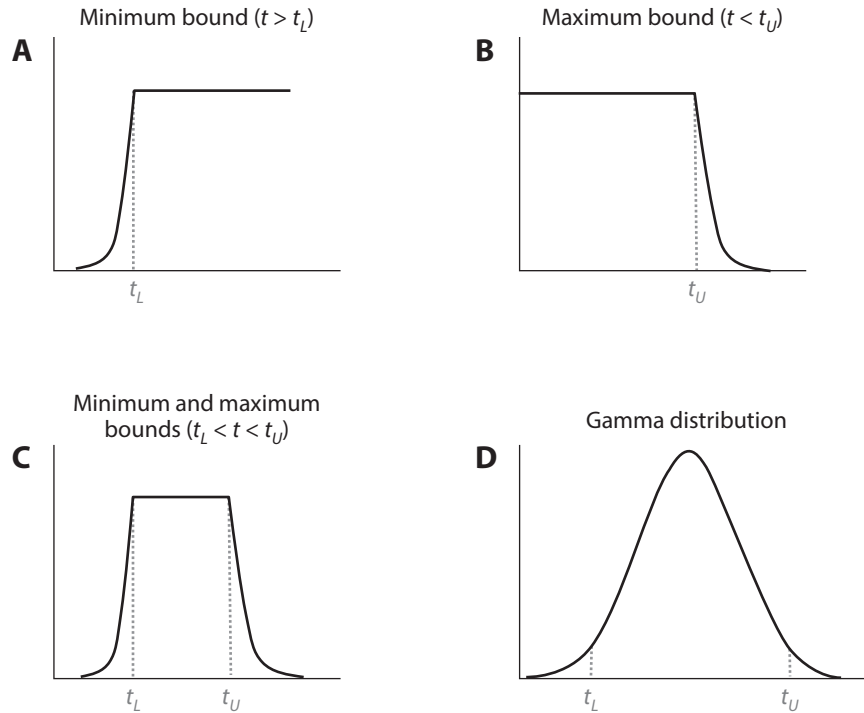 Minimum bound (t > t_L)
A
t_L
Maximum bound (t < t_U)
B
t_U
Minimum and maximum
bounds (t_L < t < t_U)
C
t_L t_U
Gamma distribution
D
t_L t_U